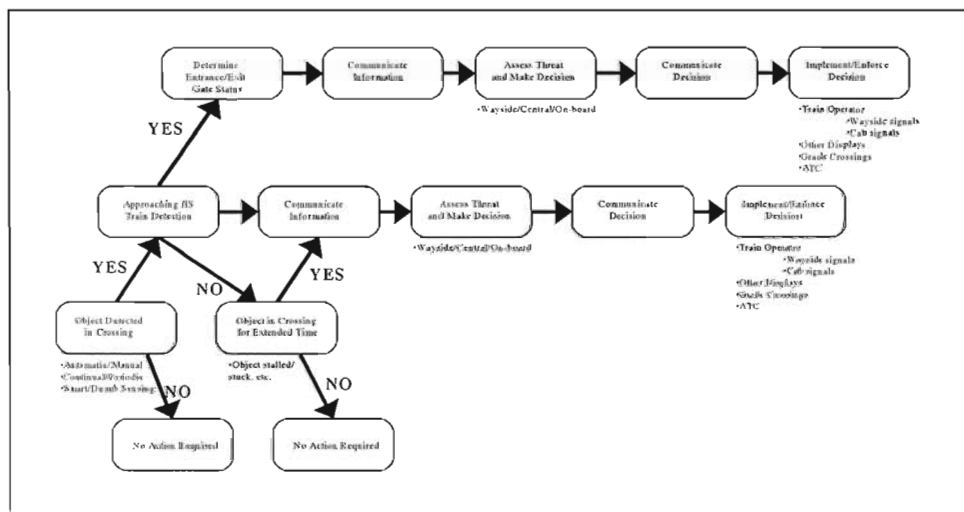 Determine
Entrance/Exit
Gate Status
Communicate
Information
Assess Threat
and Make Decision
•Wayside/Central/On-board
Communicate
Decision
Implement/Enforce
Decision
•Train Operator
•Wayside signals
•Cab signals
•Other Displays
•Grade Crossings
•ATC
YES
Approaching HS
Train Detection
Communicate
Information
Assess Threat
and Make Decision
•Wayside/Central/On-board
Communicate
Decision
Implement/Enforce
Decision
•Train Operator
•Wayside signals
•Cab signals
•Other Displays
•Grade Crossings
•ATC
YES
NO
YES
Object Detected
in Crossing
•Automatic/Manual
•Continual/Periodic
•Smart/Dumb Sensing
NO
Object in Crossing
for Extended Time
•Object stalled/
stuck, etc.
NO
No Action Required
No Action Required